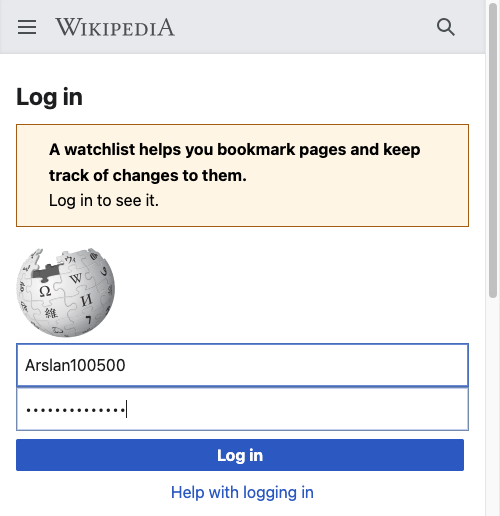 WIKIPEDIA
Log in
A watchlist helps you bookmark pages and keep
track of changes to them.
Log in to see it.
Ω W И
維
Arslan100500
••••••••••••••
Log in
Help with logging in